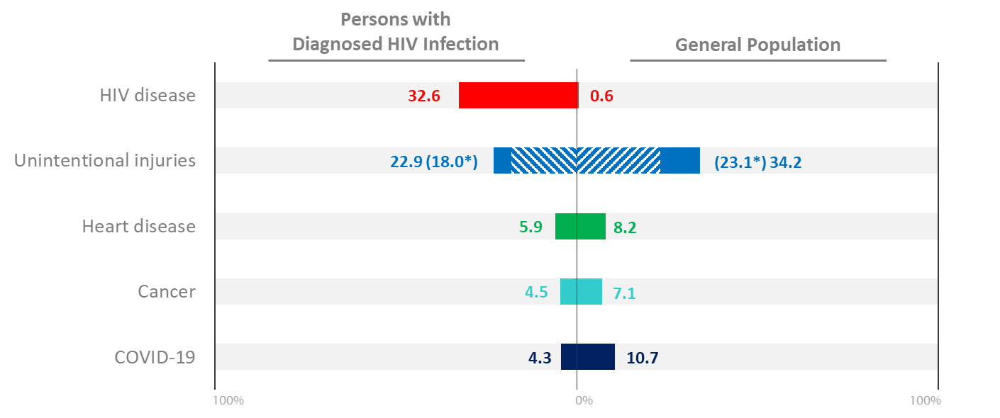 Persons with
Diagnosed HIV Infection
General Population
HIV disease 32.6 0.6
Unintentional injuries 22.9 (18.0*) (23.1*) 34.2
Heart disease 5.9 8.2
Cancer 4.5 7.1
COVID-19 4.3 10.7
100% 0% 100%